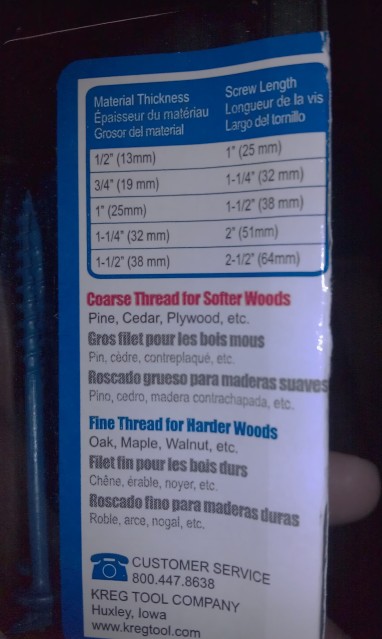 Material Thickness
Épaisseur du matériau
Grosor del material
Screw Length
Longueur de la vis
Largo del tornillo
1/2" (13mm) 1" (25 mm)
3/4" (19 mm) 1-1/4" (32 mm)
1" (25mm) 1-1/2" (38 mm)
1-1/4" (32 mm) 2" (51mm)
1-1/2" (38 mm) 2-1/2" (64mm)
Coarse Thread for Softer Woods
Pine, Cedar, Plywood, etc.
Gros filet pour les bois mous
Pin, cèdre, contreplaqué, etc.
Roscado grueso para maderas suaves
Pino, cedro, madera contrachapada, etc.
Fine Thread for Harder Woods
Oak, Maple, Walnut, etc.
Filet fin pour les bois durs
Chêne, érable, noyer, etc.
Roscado fino para maderas duras
Roble, arce, nogal, etc.
CUSTOMER SERVICE
800.447.8638
KREG TOOL COMPANY
Huxley, Iowa
www.kregtool.com